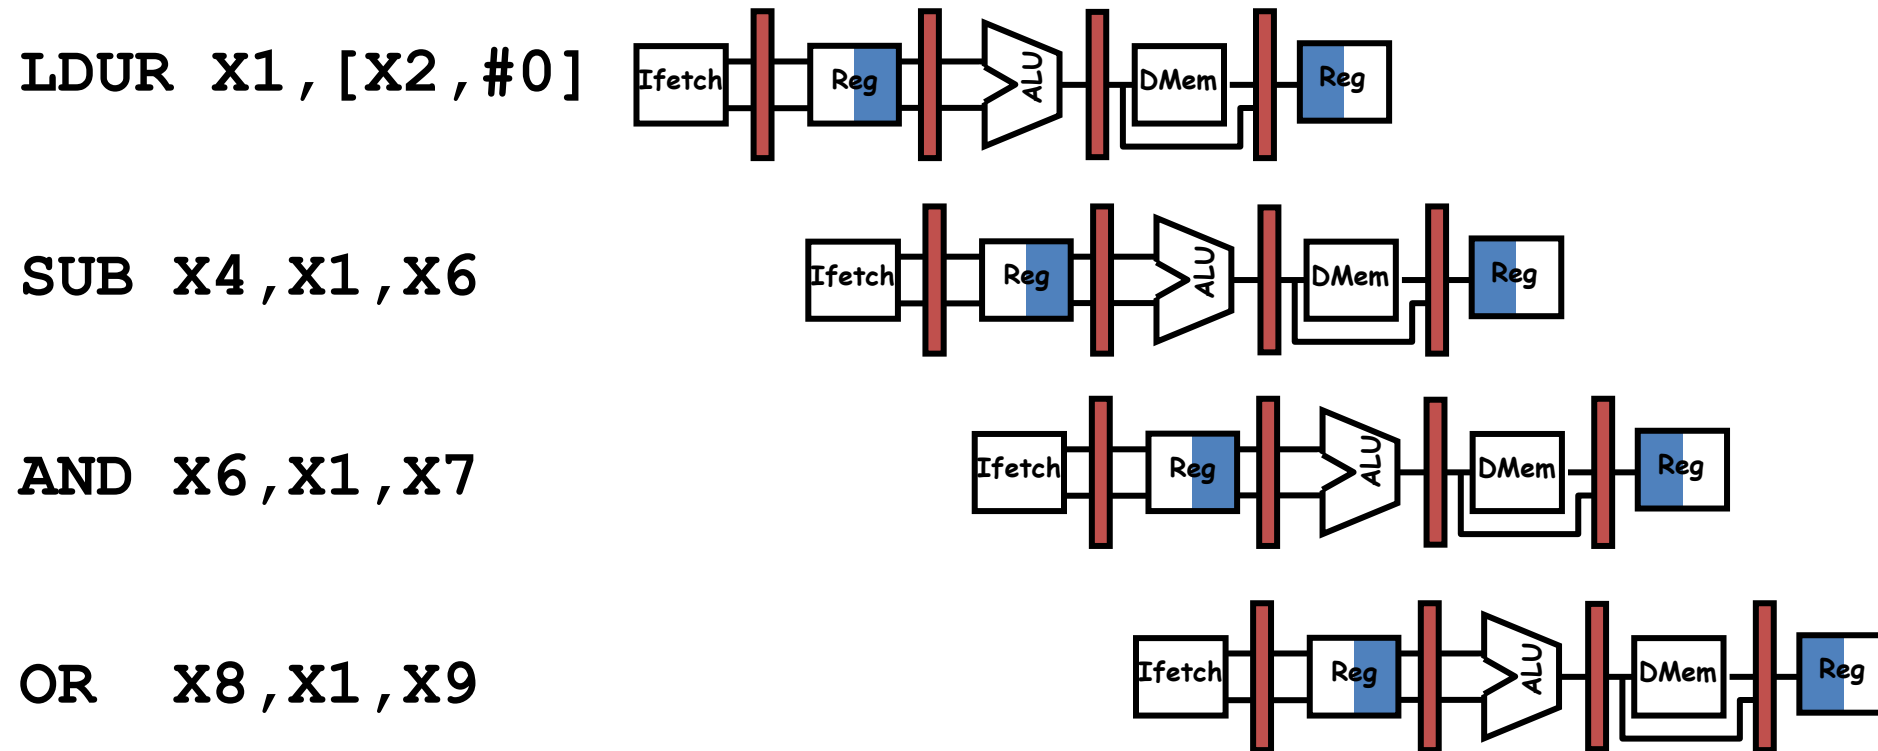 LDUR X1,[X2,#0] Ifetch Reg ALU DMem Reg
SUB X4,X1,X6 Ifetch Reg ALU DMem Reg
AND X6,X1,X7 Ifetch Reg ALU DMem Reg
OR X8,X1,X9 Ifetch Reg ALU DMem Reg